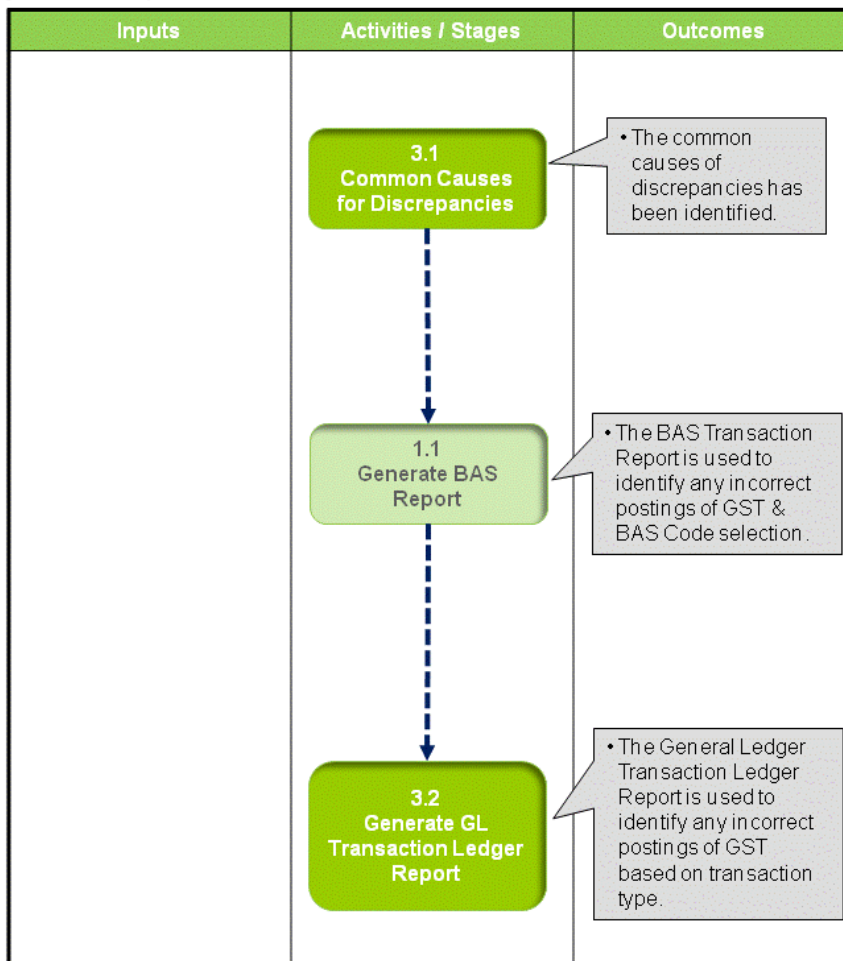 Inputs
Activities / Stages
Outcomes
3.1
Common Causes
for Discrepancies
• The common
causes of
discrepancies has
been identified.
1.1
Generate BAS
Report
• The BAS Transaction
Report is used to
identify any incorrect
postings of GST &
BAS Code selection.
3.2
Generate GL
Transaction Ledger
Report
• The General Ledger
Transaction Ledger
Report is used to
identify any incorrect
postings of GST
based on transaction
type.